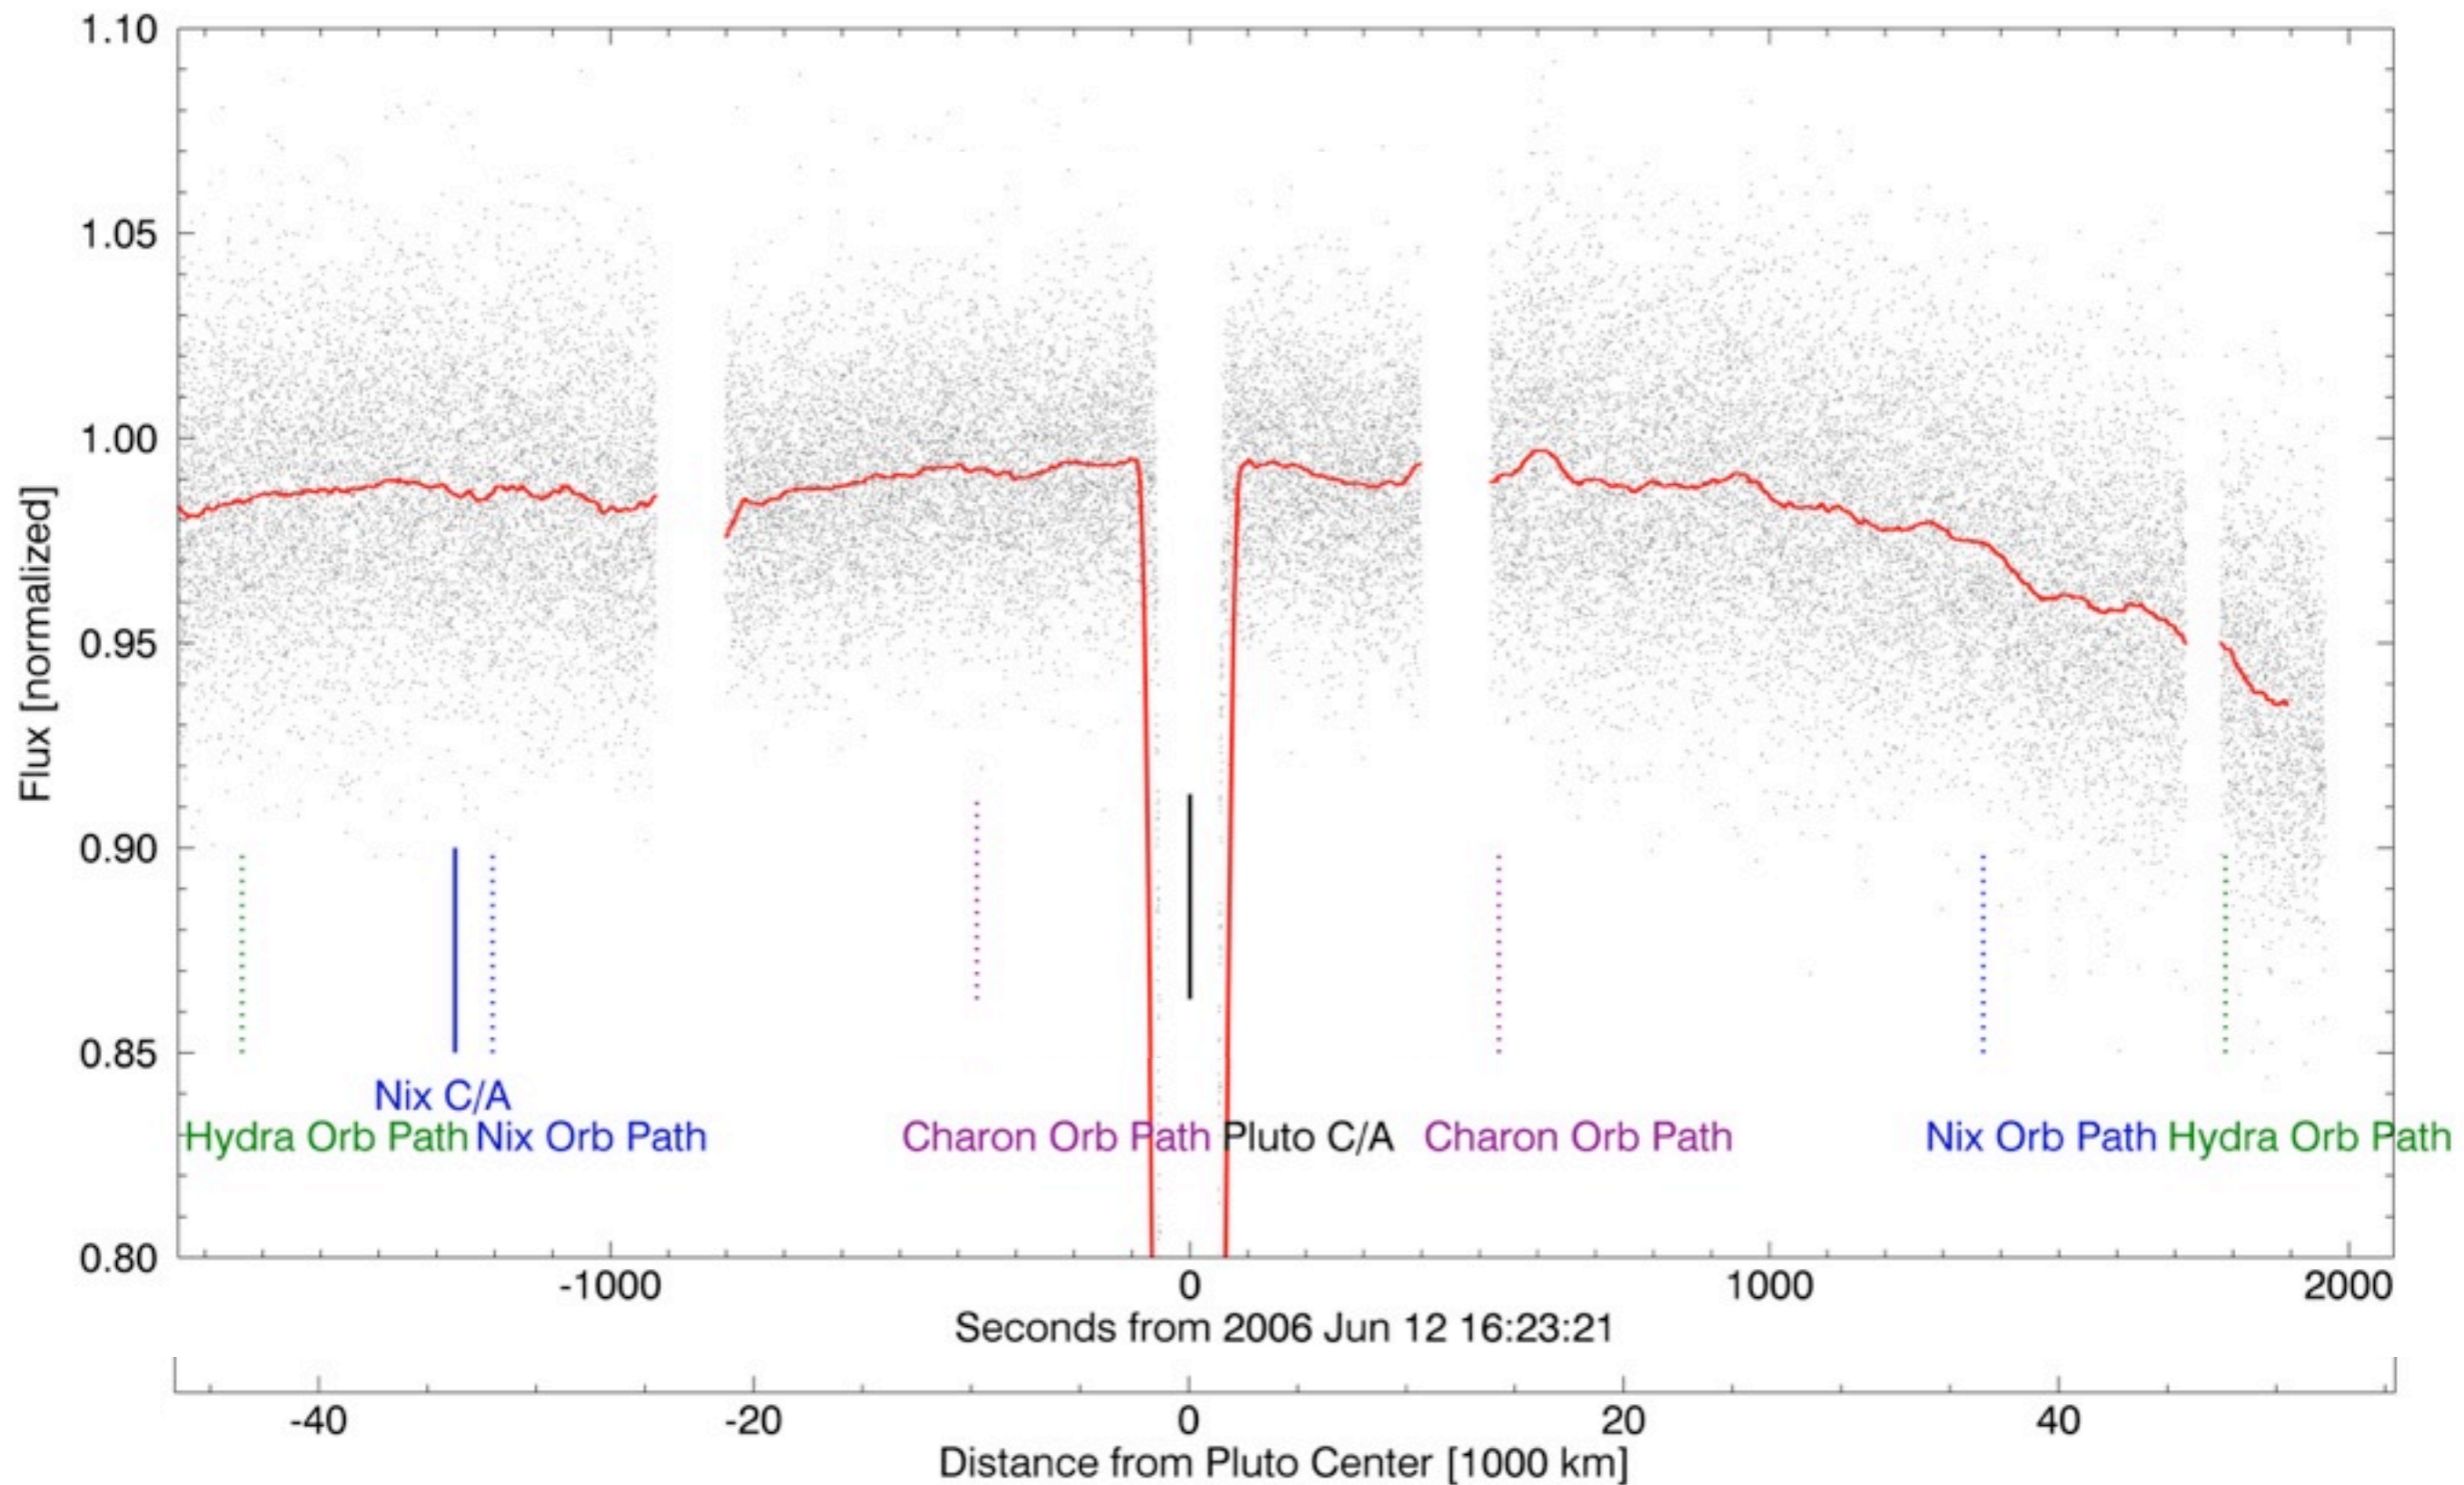 1.10
1.05
1.00
0.95
0.90
0.85
0.80
Flux [normalized]
Nix C/A
Hydra Orb Path Nix Orb Path Charon Orb Path Pluto C/A Charon Orb Path Nix Orb Path Hydra Orb Path
-1000 0 1000 2000
Seconds from 2006 Jun 12 16:23:21
-40 -20 0 20 40
Distance from Pluto Center [1000 km]